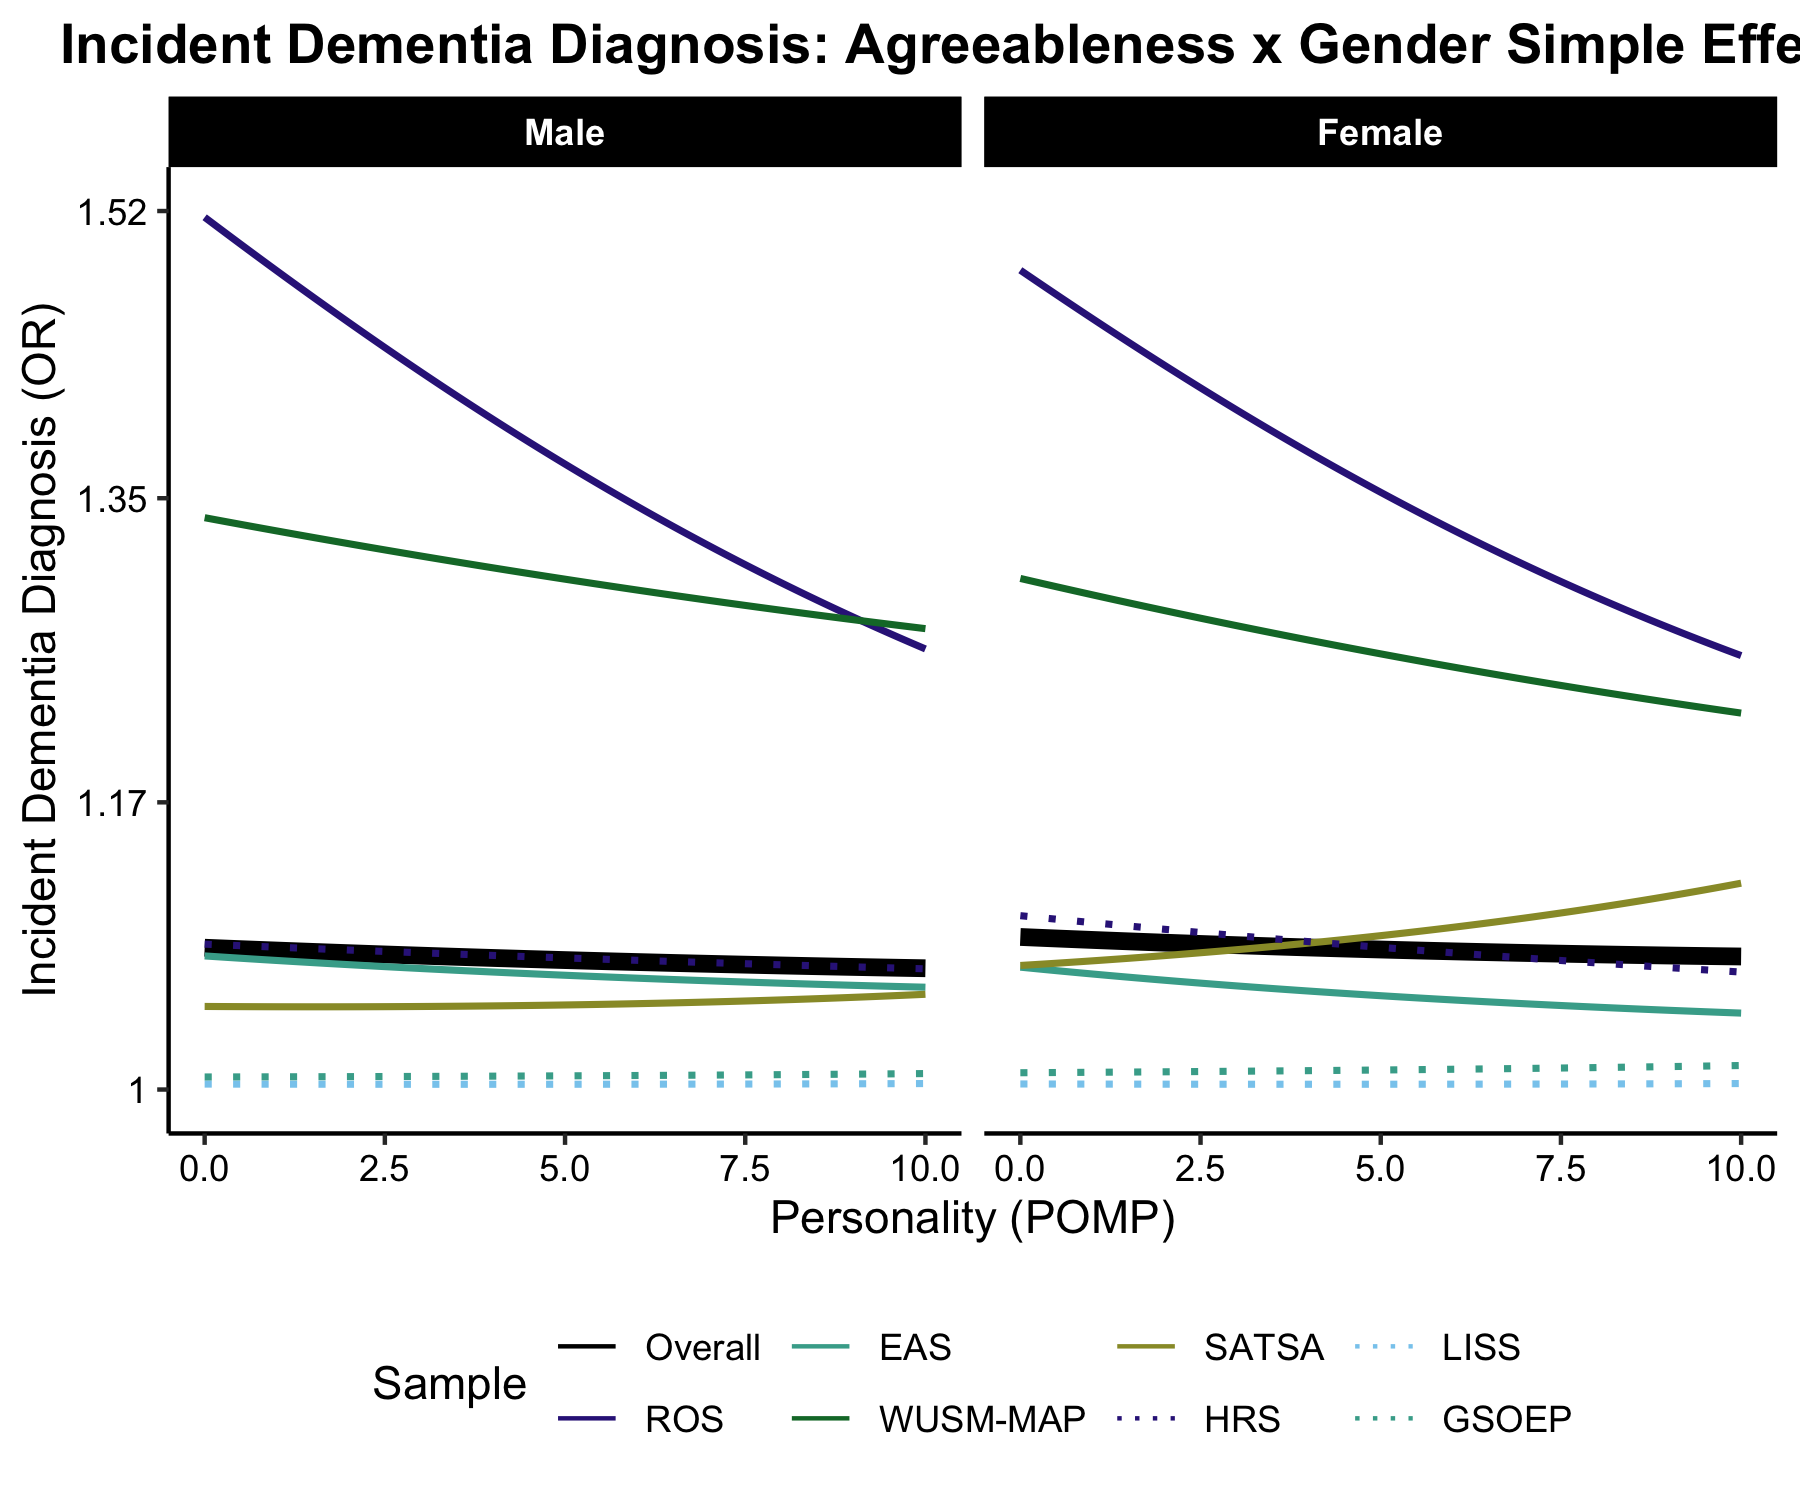 Incident Dementia Diagnosis: Agreeableness x Gender Simple Effe
Male
Female
Incident Dementia Diagnosis (OR)
1.52
1.35
1.17
1
0.0 2.5 5.0 7.5 10.0
0.0 2.5 5.0 7.5 10.0
Personality (POMP)
Sample
Overall EAS SATSA LISS
ROS WUSM-MAP HRS GSOEP